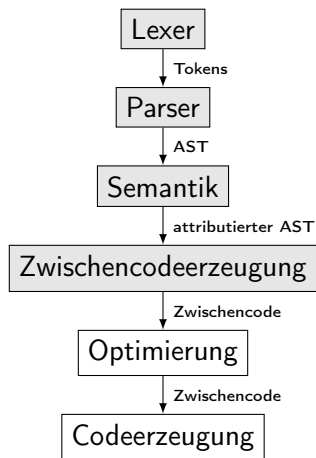 Lexer
Tokens
Parser
AST
Semantik
attributierter AST
Zwischencodeerzeugung
Zwischencode
Optimierung
Zwischencode
Codeerzeugung